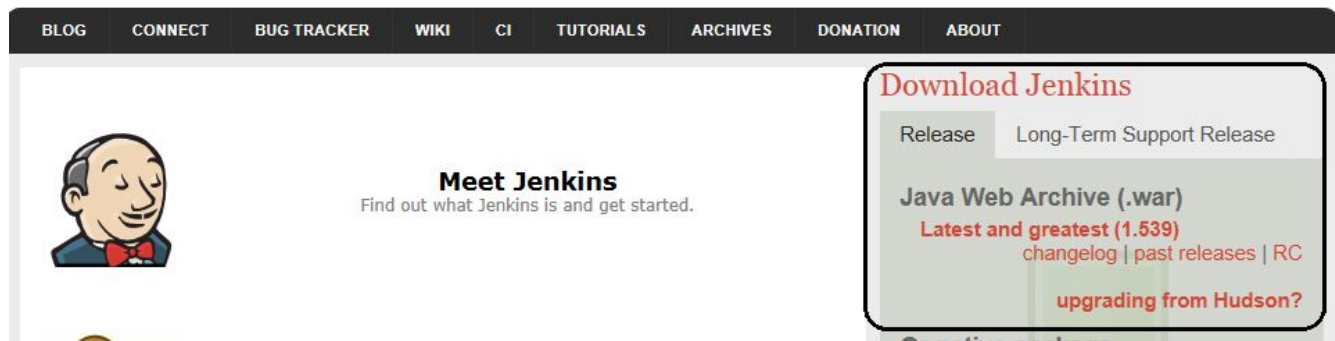 BLOG CONNECT BUG TRACKER WIKI CI TUTORIALS ARCHIVES DONATION ABOUT
Meet Jenkins
Find out what Jenkins is and get started.
Download Jenkins
Release Long-Term Support Release
Java Web Archive (.war)
Latest and greatest (1.539)
changelog | past releases | RC
upgrading from Hudson?